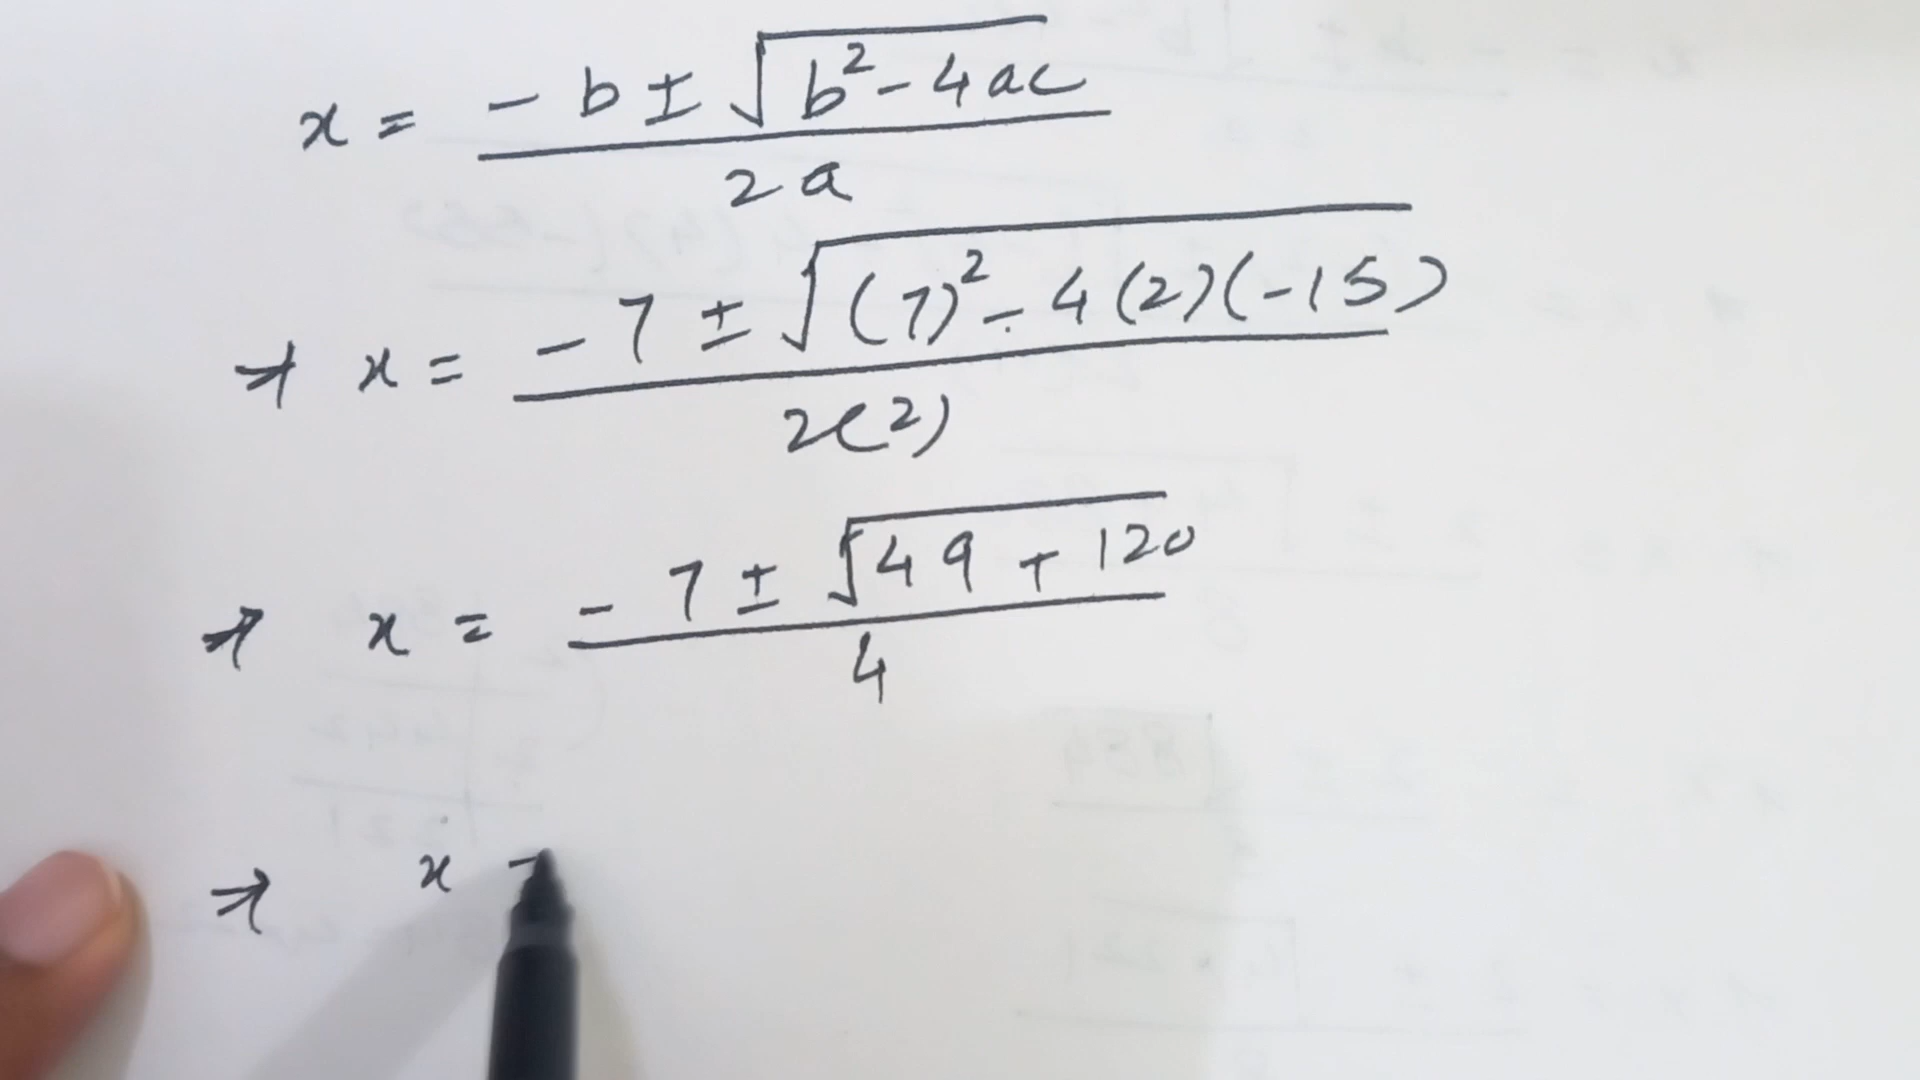 x = -b ± √b² - 4ac / 2a
→ x = -7 ± √(7)² - 4(2)(-15) / 2(2)
⇒ x = -7 ± √49 + 120 / 4
⇒ x -